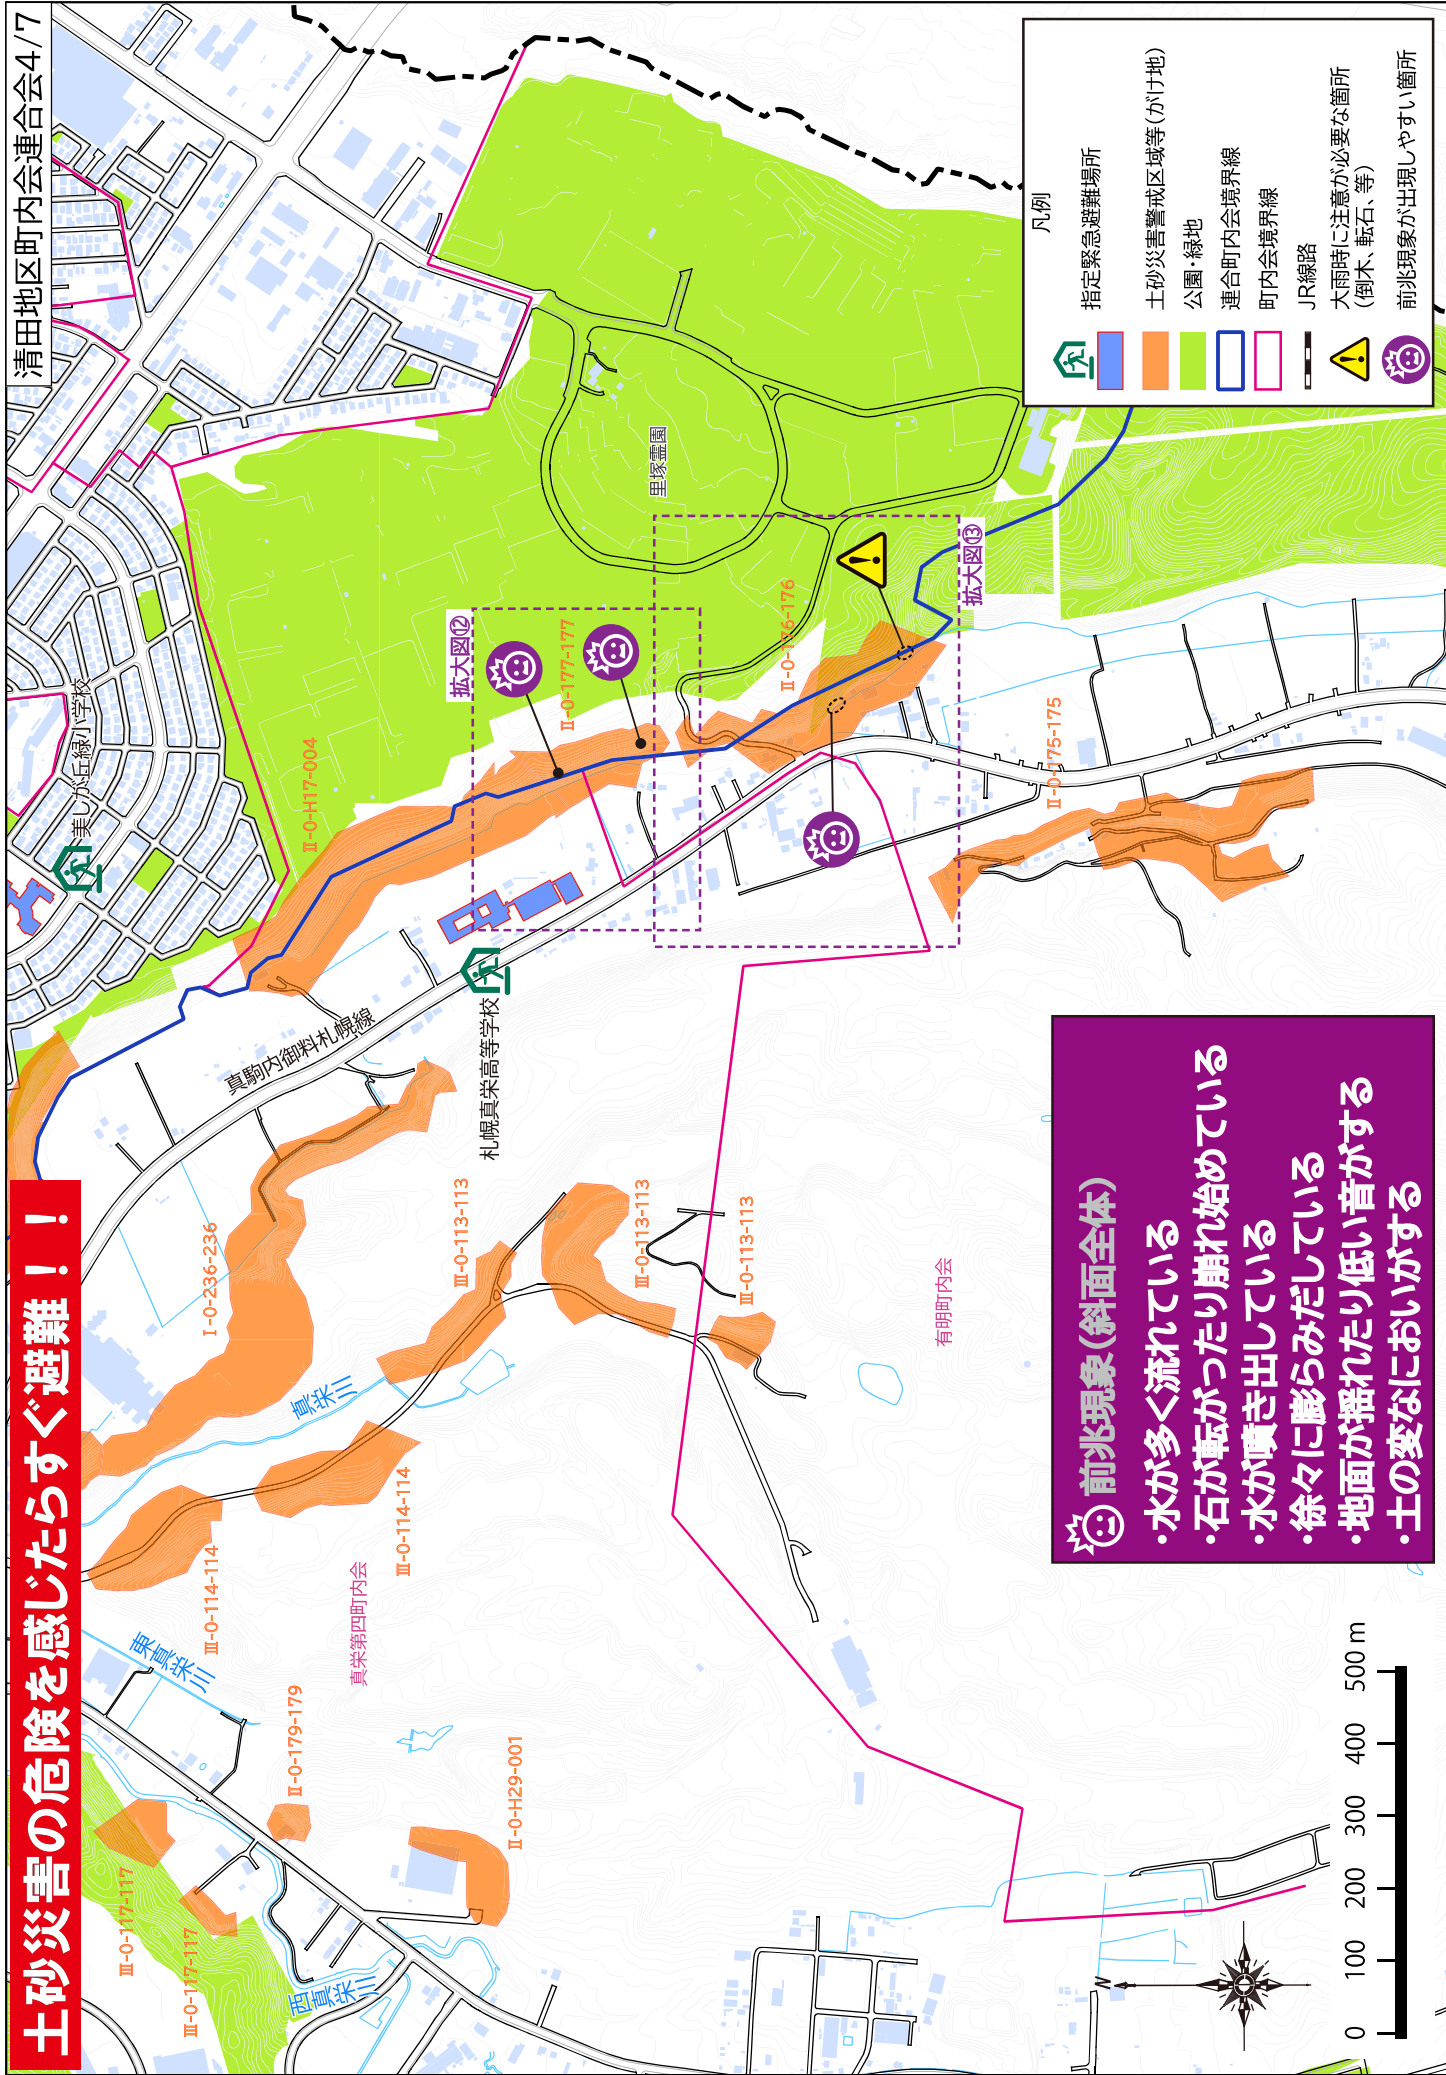 土砂災害の危険を感じたらすぐ避難！！
清田地区町内会連合会4/7
美しが丘緑小学校
真駒内御料札幌線
札幌真栄高等学校
里塚霊園
拡大図⑫
拡大図⑬
Ⅱ-0-H17-004
Ⅱ-0-177-177
Ⅱ-0-176-176
Ⅱ-0-175-175
Ⅰ-0-236-236
Ⅲ-0-113-113
Ⅲ-0-113-113
Ⅲ-0-113-113
Ⅲ-0-114-114
Ⅲ-0-114-114
真栄川
東真栄川
西真栄川
真栄第四町内会
有明町内会
Ⅲ-0-117-117
Ⅲ-0-117-117
Ⅱ-0-179-179
Ⅱ-0-H29-001
凡例
指定緊急避難場所
土砂災害警戒区域等(がけ地)
公園・緑地
連合町内会境界線
町内会境界線
JR線路
大雨時に注意が必要な箇所
(倒木、転石、等)
前兆現象が出現しやすい箇所
前兆現象(斜面全体)
・水が多く流れている
・石が転がったり崩れ始めている
・水が噴き出している
・徐々に膨らみだしている
・地面が揺れたり低い音がする
・土の変なにおいがする
N
0 100 200 300 400 500 m